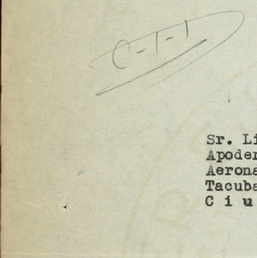 C-1-1
Sr. Li
Apoder
Aerona
Tacuba
C i u